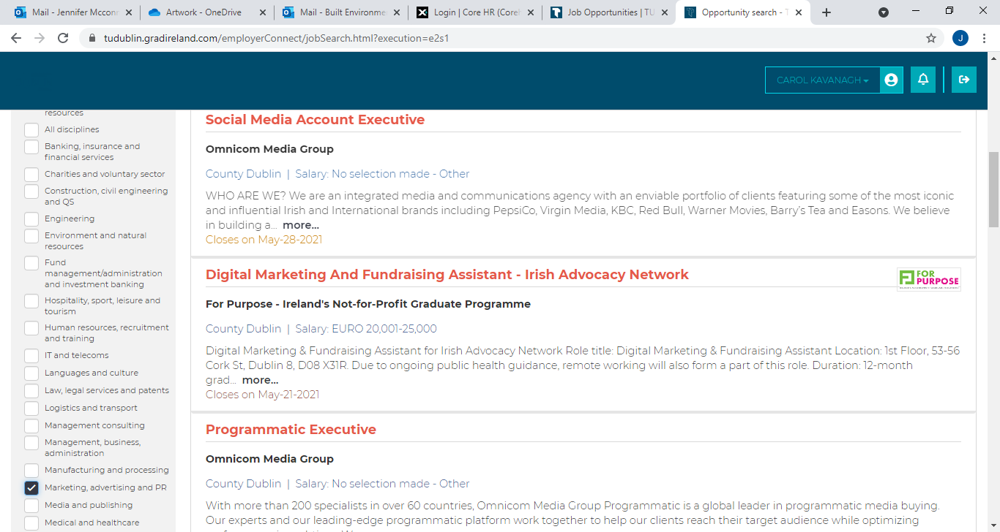 Mail - Jennifer Mcconn
Artwork - OneDrive
Mail - Built Environme
Login | Core HR (CoreH
Job Opportunities | TU
Opportunity search - T
tudublin.gradireland.com/employerConnect/jobSearch.html?execution=e2s1
J
CAROL KAVANAGH
resources
All disciplines
Banking, insurance and
financial services
Charities and voluntary sector
Construction, civil engineering
and QS
Engineering
Environment and natural
resources
Fund
management/administration
and investment banking
Hospitality, sport, leisure and
tourism
Human resources, recruitment
and training
IT and telecoms
Languages and culture
Law, legal services and patents
Logistics and transport
Management consulting
Management, business,
administration
Manufacturing and processing
Marketing, advertising and PR
Media and publishing
Medical and healthcare
Social Media Account Executive
Omnicom Media Group
County Dublin | Salary: No selection made - Other
WHO ARE WE? We are an integrated media and communications agency with an enviable portfolio of clients featuring some of the most iconic
and influential Irish and International brands including PepsiCo, Virgin Media, KBC, Red Bull, Warner Movies, Barry's Tea and Easons. We believe
in building a... more...
Closes on May-28-2021
Digital Marketing And Fundraising Assistant - Irish Advocacy Network
FOR
PURPOSE
For Purpose - Ireland's Not-for-Profit Graduate Programme
County Dublin | Salary: EURO 20,001-25,000
Digital Marketing & Fundraising Assistant for Irish Advocacy Network Role title: Digital Marketing & Fundraising Assistant Location: 1st Floor, 53-56
Cork St, Dublin 8, D08 X31R. Due to ongoing public health guidance, remote working will also form a part of this role. Duration: 12-month
grad... more...
Closes on May-21-2021
Programmatic Executive
Omnicom Media Group
County Dublin | Salary: No selection made - Other
With more than 200 specialists in over 60 countries, Omnicom Media Group Programmatic is a global leader in programmatic media buying.
Our experts and our leading-edge programmatic platform work together to help our clients reach their target audience while optimizing